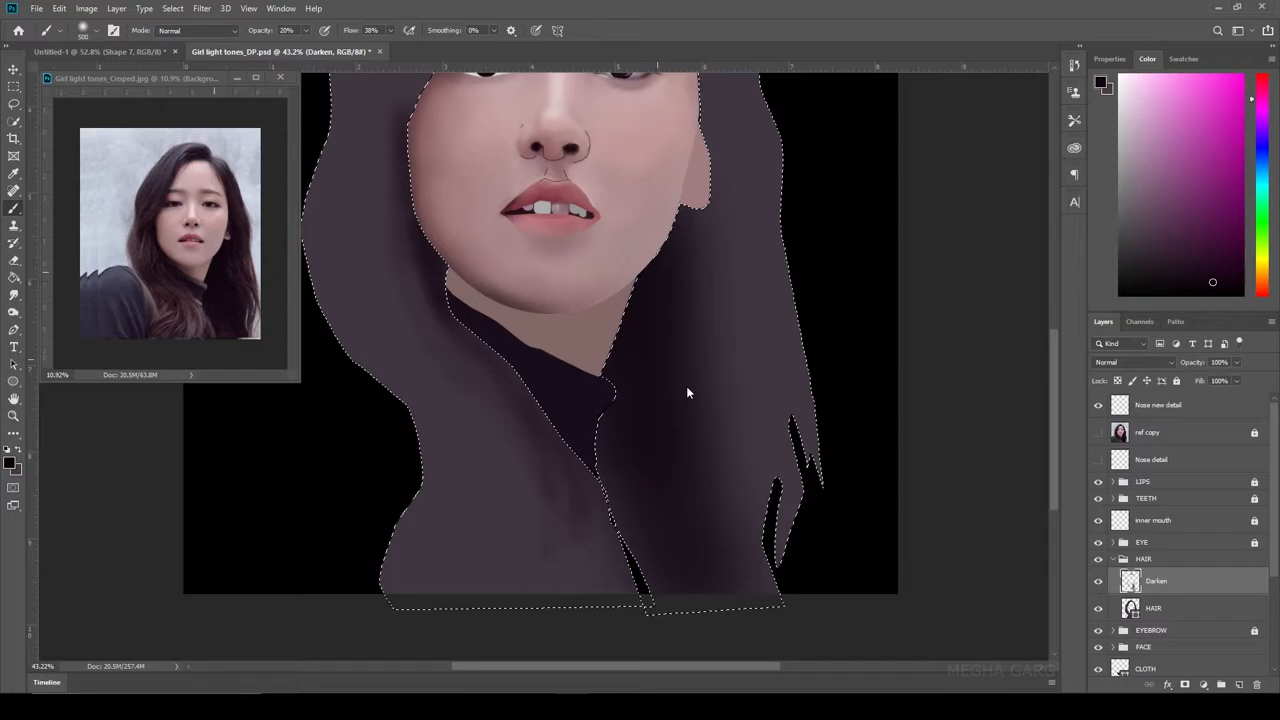 File Edit Image Layer Type Select Filter 3D View Window Help
500 Mode: Normal Opacity: 20% Flow: 38% Smoothing: 0%
Untitled-1 @ 52.8% (Shape 7, RGB/8) * × Girl light tones_DP.psd @ 43.2% (Darken, RGB/8#) * ×
Girl light tones_Croped.jpg @ 10.9% (Backgro...
10.92% Doc: 20.5M/63.8M
Properties Color Swatches
Layers Channels Paths
Kind
Normal Opacity: 100%
Lock: Fill: 100%
Nose new detail
ref copy
Nose detail
LIPS
TEETH
inner mouth
EYE
HAIR
Darken
HAIR
EYEBROW
FACE
CLOTH
43.22% Doc: 20.5M/257.4M
MEGHA GARG
Timeline